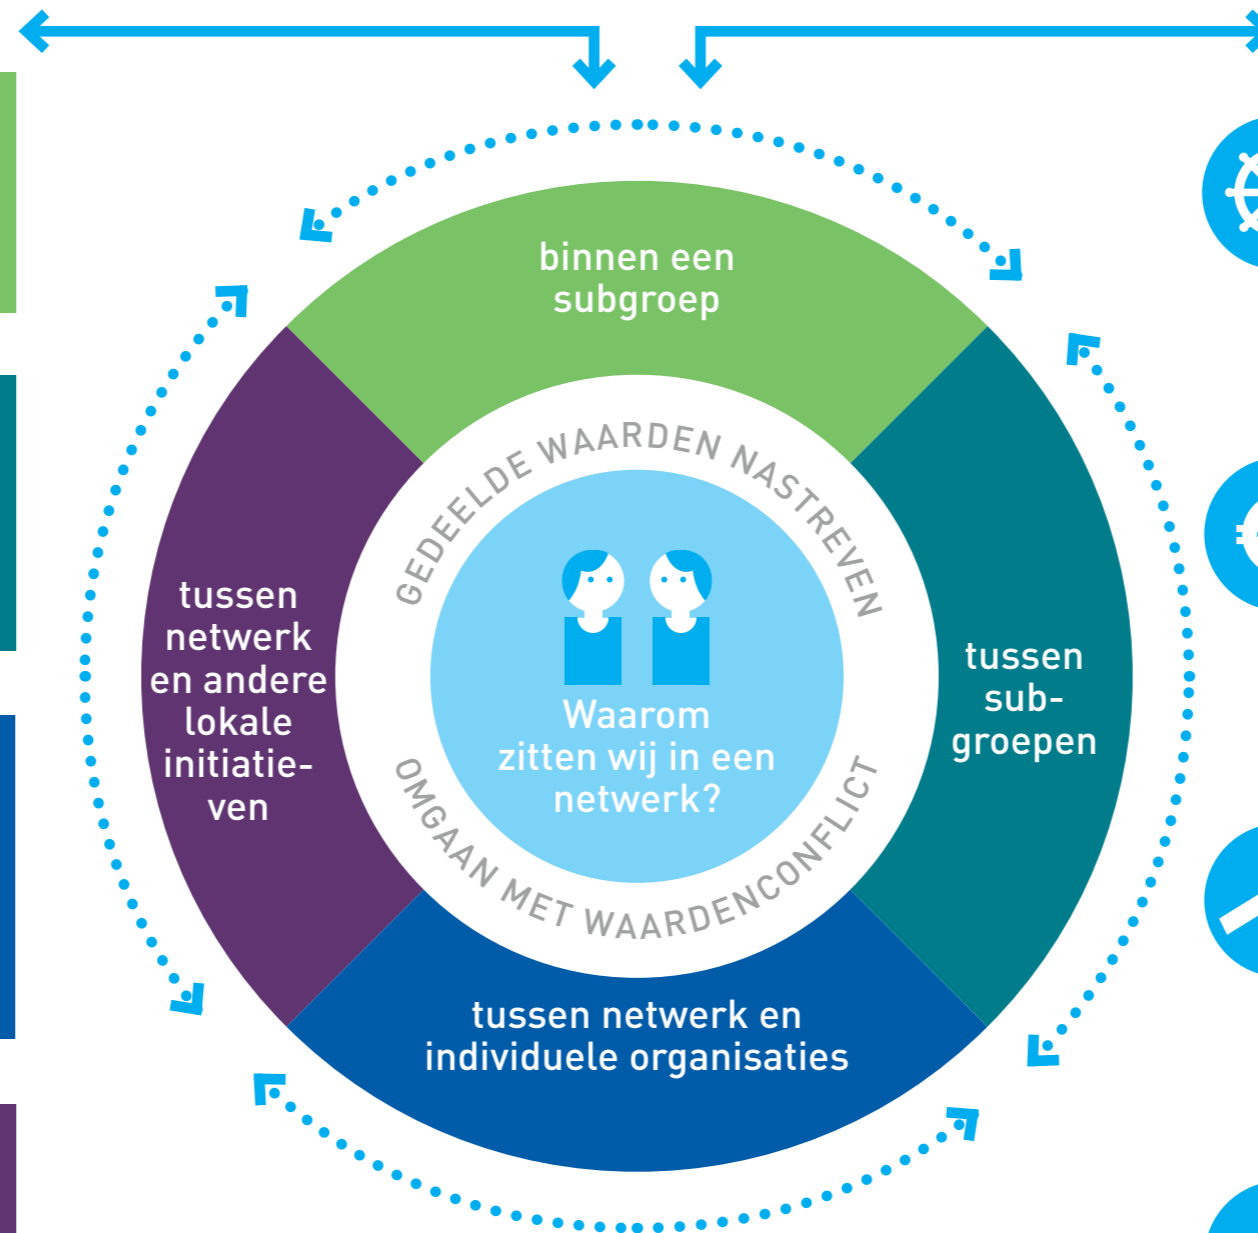 binnen een
subgroep
GEDEELDE WAARDEN NASTREVEN
tussen
netwerk
en andere
lokale
initiatie-
ven
Waarom
zitten wij in een
netwerk?
tussen
sub-
groepen
OMGAAN MET WAARDENCONFLICT
tussen netwerk en
individuele organisaties